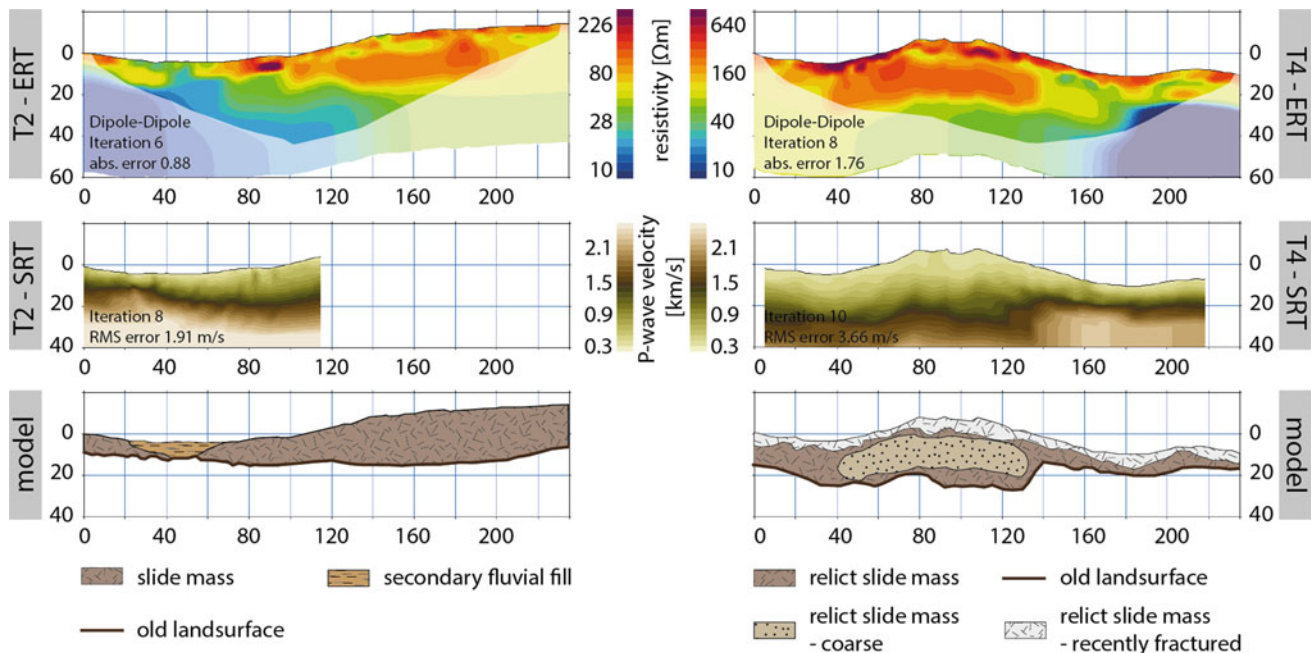 T2 - ERT
0
20
40
60
Dipole-Dipole
Iteration 6
abs. error 0.88
0 40 80 120 160 200
226
80
28
10
resistivity [Ωm]
640
160
40
10
Dipole-Dipole
Iteration 8
abs. error 1.76
0 40 80 120 160 200
0
20
40
60
T4 - ERT
T2 - SRT
0
20
40
Iteration 8
RMS error 1.91 m/s
0 40 80 120 160 200
2.1
1.5
0.9
0.3
P-wave velocity
[km/s]
2.1
1.5
0.9
0.3
Iteration 10
RMS error 3.66 m/s
0 40 80 120 160 200
0
20
40
T4 - SRT
model
0
20
40
0 40 80 120 160 200
0 40 80 120 160 200
0
20
40
model
slide mass
secondary fluvial fill
old landsurface
relict slide mass
old landsurface
relict slide mass
- coarse
relict slide mass
- recently fractured